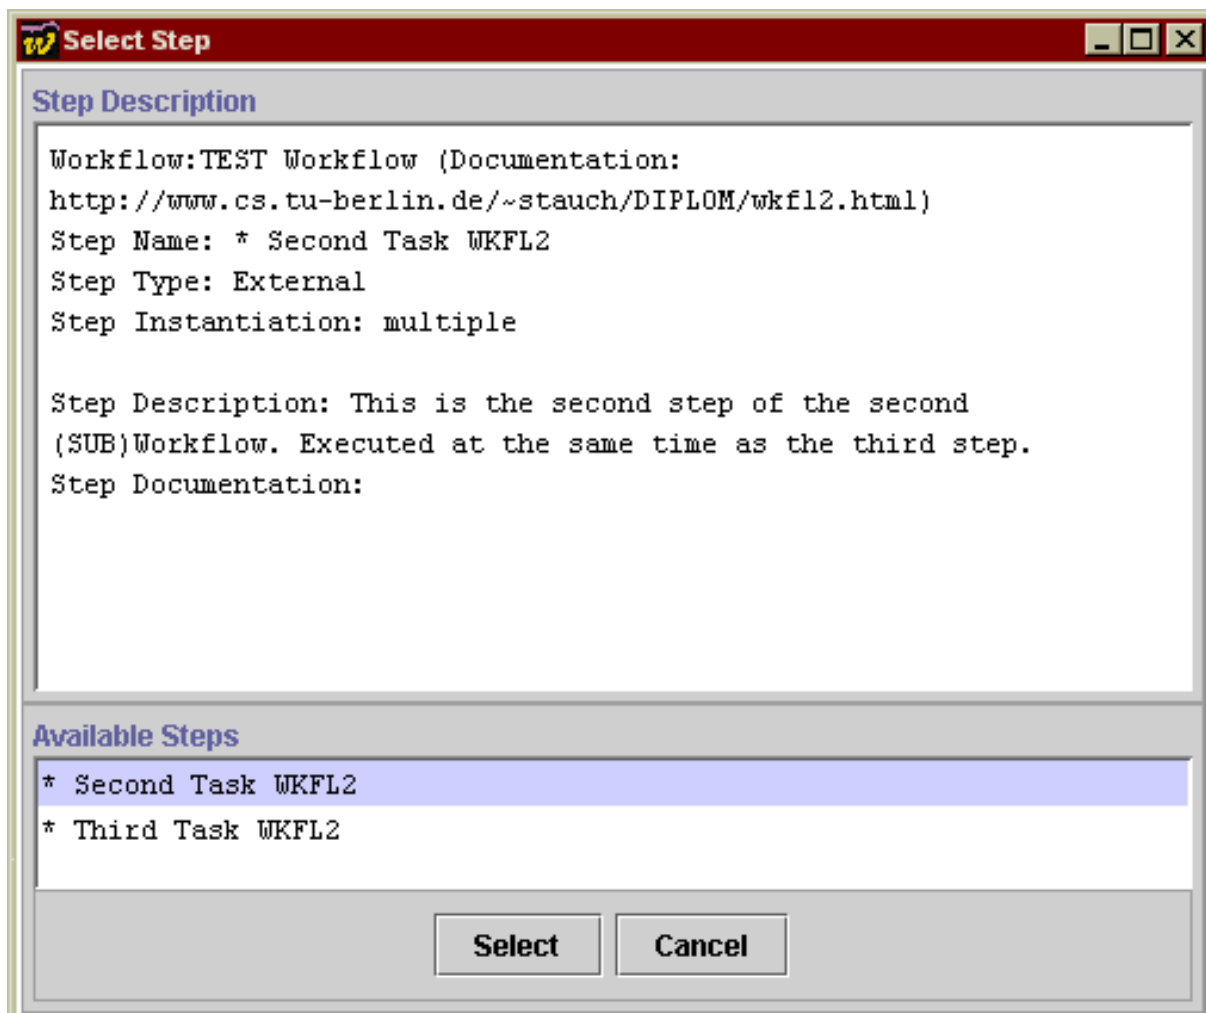 Select Step
Step Description
Workflow:TEST Workflow (Documentation:
http://www.cs.tu-berlin.de/~stauch/DIPLOM/wkfl2.html)
Step Name: * Second Task WKFL2
Step Type: External
Step Instantiation: multiple
Step Description: This is the second step of the second
(SUB)Workflow. Executed at the same time as the third step.
Step Documentation:
Available Steps
* Second Task WKFL2
* Third Task WKFL2
Select
Cancel